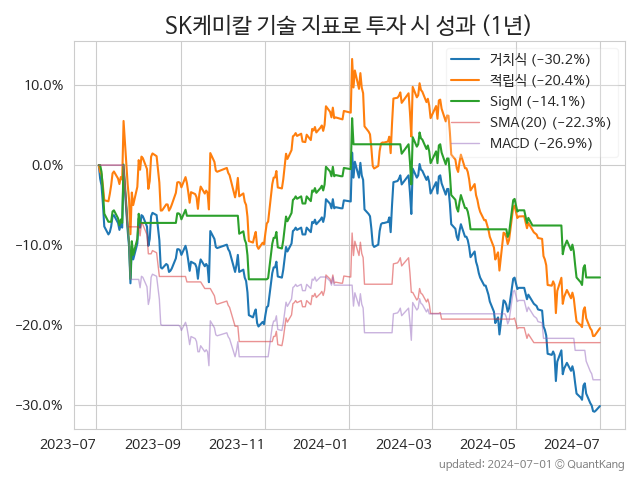 SK케미칼 기술 지표로 투자 시 성과 (1년)
거치식 (−30.2%)
적립식 (−20.4%)
SigM (−14.1%)
SMA(20) (−22.3%)
MACD (−26.9%)
10.0%
0.0%
−10.0%
−20.0%
−30.0%
2023-07 2023-09 2023-11 2024-01 2024-03 2024-05 2024-07
updated: 2024-07-01 © QuantKang